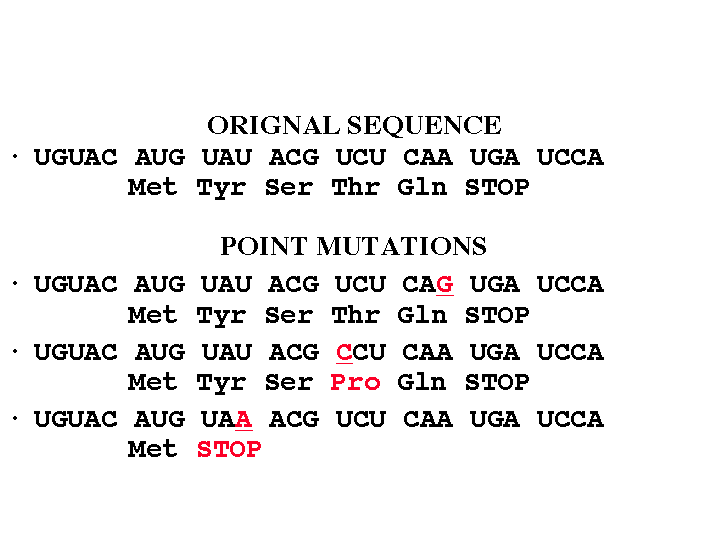 ORIGNAL SEQUENCE
· UGUAC AUG UAU ACG UCU CAA UGA UCCA
Met Tyr Ser Thr Gln STOP
POINT MUTATIONS
· UGUAC AUG UAU ACG UCU CAG UGA UCCA
Met Tyr Ser Thr Gln STOP
· UGUAC AUG UAU ACG CCU CAA UGA UCCA
Met Tyr Ser Pro Gln STOP
· UGUAC AUG UAA ACG UCU CAA UGA UCCA
Met STOP